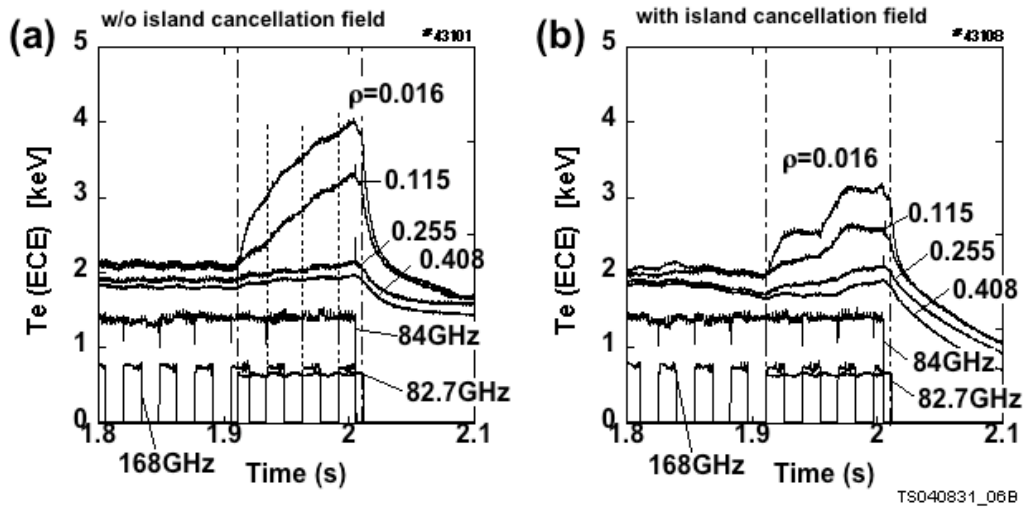 (a)
w/o island cancellation field
#43101
5
4
3
2
1
0
Te (ECE) [keV]
ρ=0.016
0.115
0.255
0.408
84GHz
82.7GHz
168GHz
1.8
1.9
2
2.1
Time (s)
(b)
with island cancellation field
#43108
5
4
3
2
1
0
Te (ECE) [keV]
ρ=0.016
0.115
0.255
0.408
84GHz
82.7GHz
168GHz
1.8
1.9
2
2.1
Time (s)
TS040831_06B